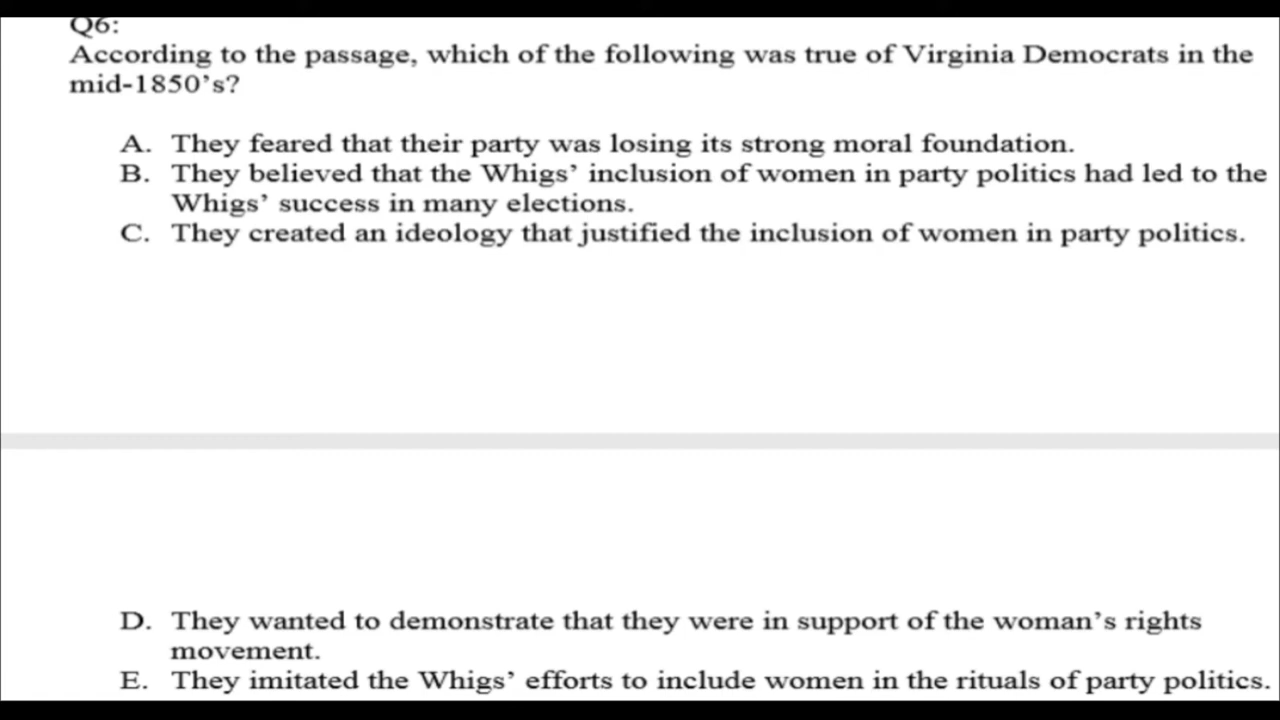 Q6:
According to the passage, which of the following was true of Virginia Democrats in the
mid-1850's?
A. They feared that their party was losing its strong moral foundation.
B. They believed that the Whigs' inclusion of women in party politics had led to the
Whigs' success in many elections.
C. They created an ideology that justified the inclusion of women in party politics.
D. They wanted to demonstrate that they were in support of the woman's rights
movement.
E. They imitated the Whigs' efforts to include women in the rituals of party politics.